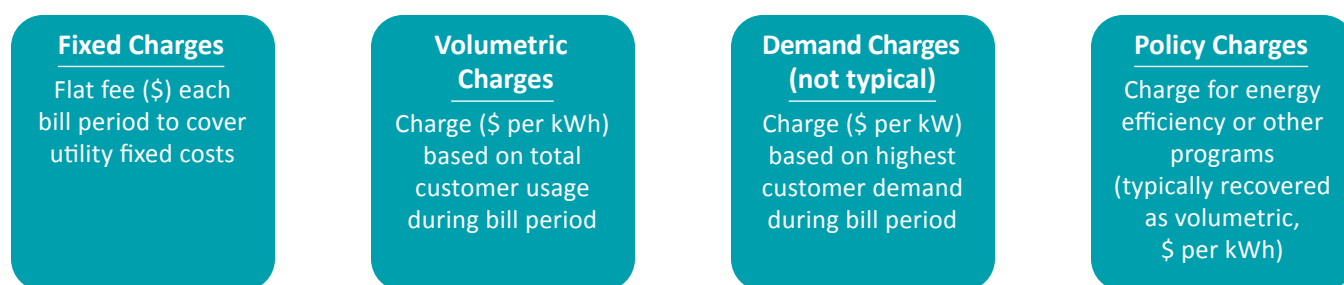 Fixed Charges
Flat fee ($) each
bill period to cover
utility fixed costs
Volumetric
Charges
Charge ($ per kWh)
based on total
customer usage
during bill period
Demand Charges
(not typical)
Charge ($ per kW)
based on highest
customer demand
during bill period
Policy Charges
Charge for energy
efficiency or other
programs
(typically recovered
as volumetric,
$ per kWh)